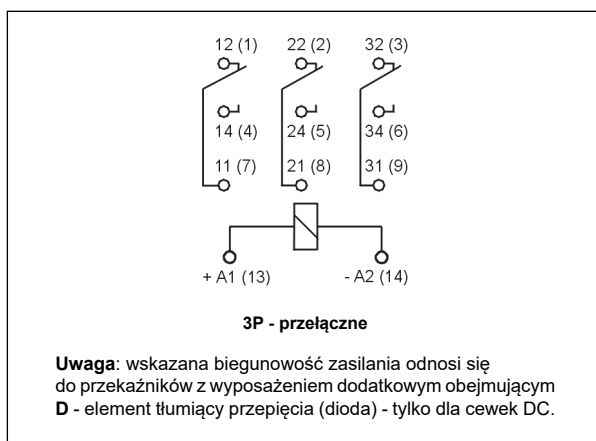 12 (1) 22 (2) 32 (3)
14 (4) 24 (5) 34 (6)
11 (7) 21 (8) 31 (9)
+ A1 (13) - A2 (14)
3P - przełączne
Uwaga: wskazana biegunowość zasilania odnosi się
do przekaźników z wyposażeniem dodatkowym obejmującym
D - element tłumiący przepięcia (dioda) - tylko dla cewek DC.